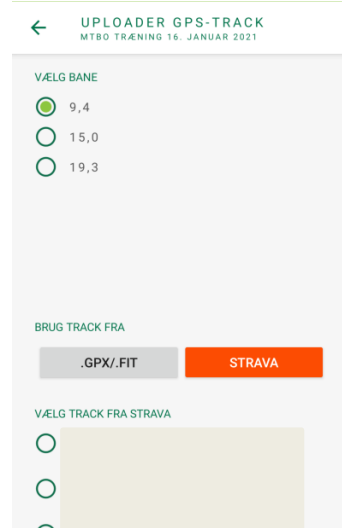 UPLOADER GPS-TRACK
MTBO TRÆNING 16. JANUAR 2021
VÆLG BANE
9,4
15,0
19,3
BRUG TRACK FRA
.GPX/.FIT STRAVA
VÆLG TRACK FRA STRAVA